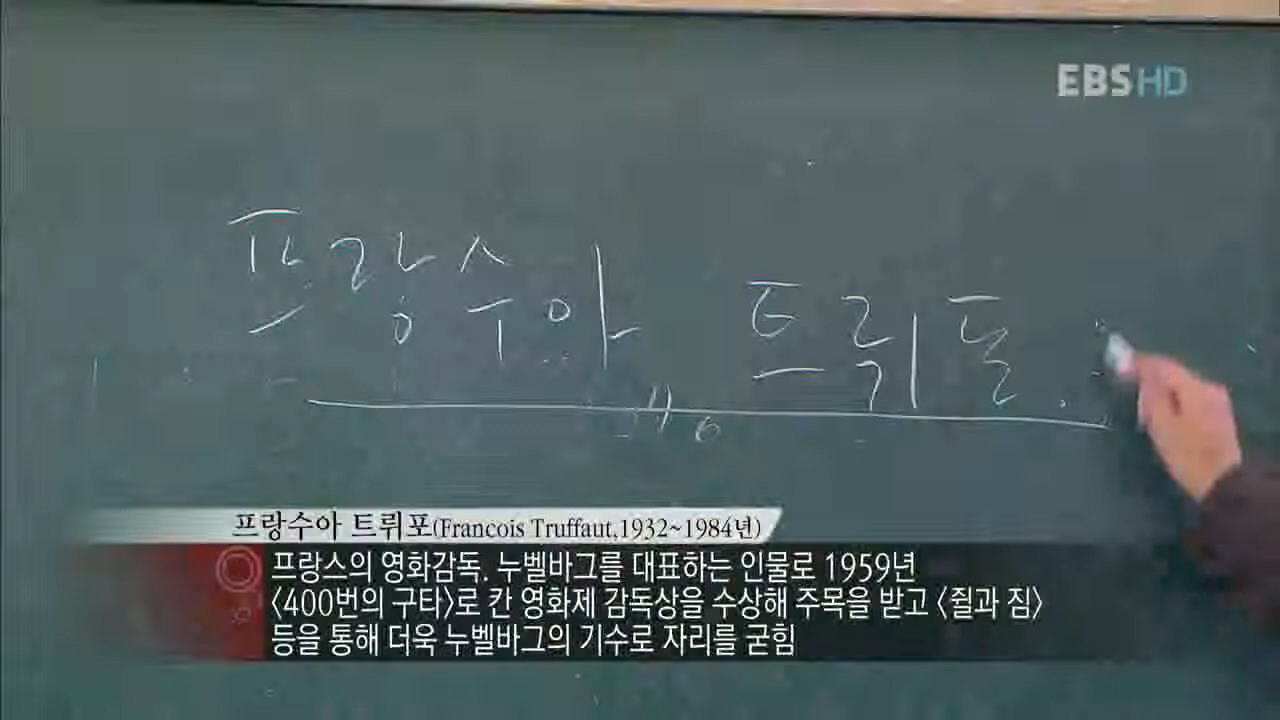 EBS HD
프랑수아 트뤼
프랑수아 트뤼포(Francois Truffaut,1932~1984년)
프랑스의 영화감독. 누벨바그를 대표하는 인물로 1959년
<400번의 구타>로 칸 영화제 감독상을 수상해 주목을 받고 <쥘과 짐>
등을 통해 더욱 누벨바그의 기수로 자리를 굳힘